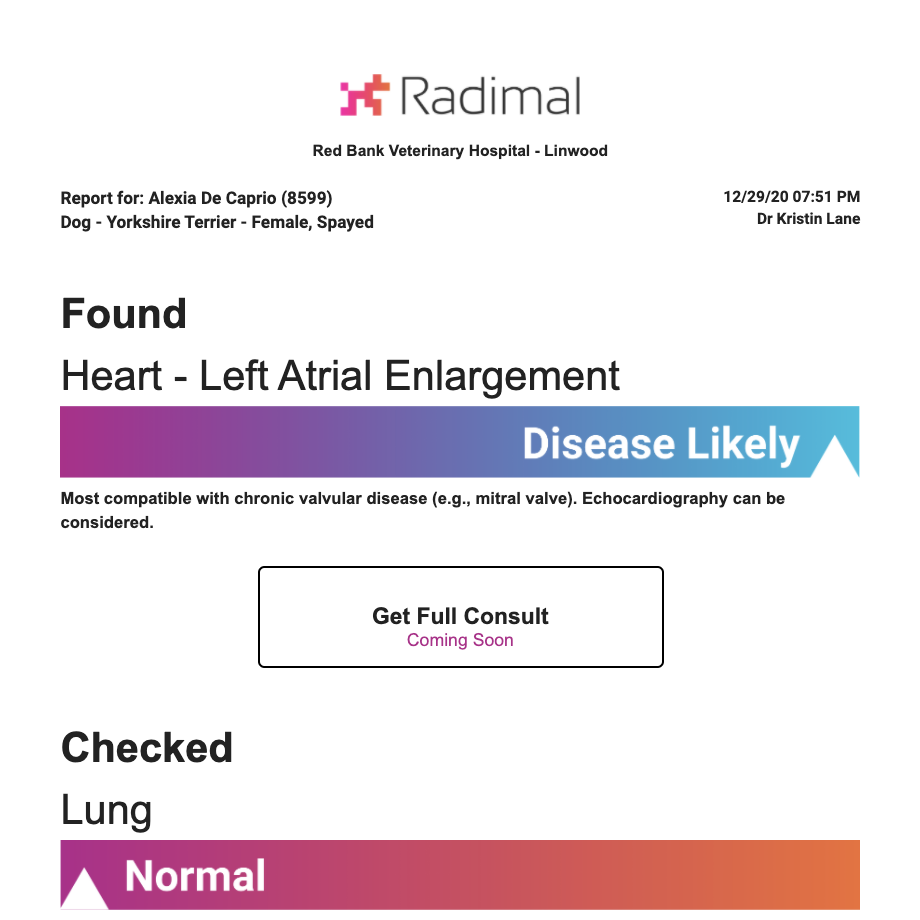 Radimal
Red Bank Veterinary Hospital - Linwood
Report for: Alexia De Caprio (8599)
12/29/20 07:51 PM
Dog - Yorkshire Terrier - Female, Spayed
Dr Kristin Lane
Found
Heart - Left Atrial Enlargement
Disease Likely
Most compatible with chronic valvular disease (e.g., mitral valve). Echocardiography can be
considered.
Get Full Consult
Coming Soon
Checked
Lung
Normal